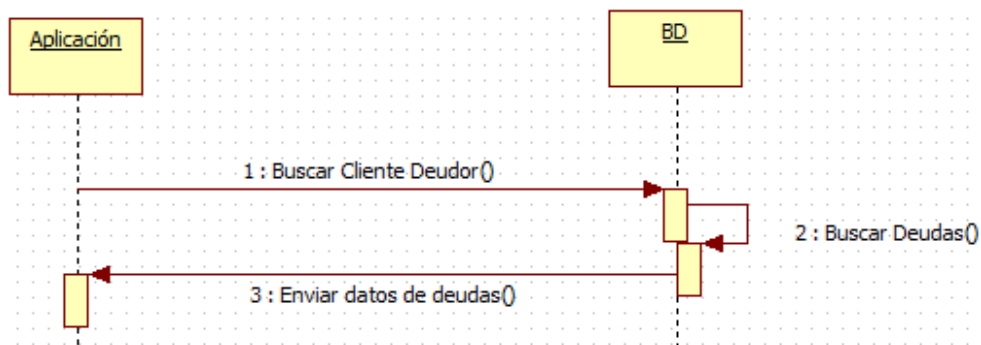 Aplicación
BD
1 : Buscar Cliente Deudor()
2 : Buscar Deudas()
3 : Enviar datos de deudas()